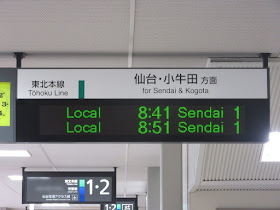 東北本線
Tōhoku Line
仙台・小牛田 方面
for Sendai & Kogota
Local 8:41 Sendai 1
Local 8:51 Sendai 1
1・2